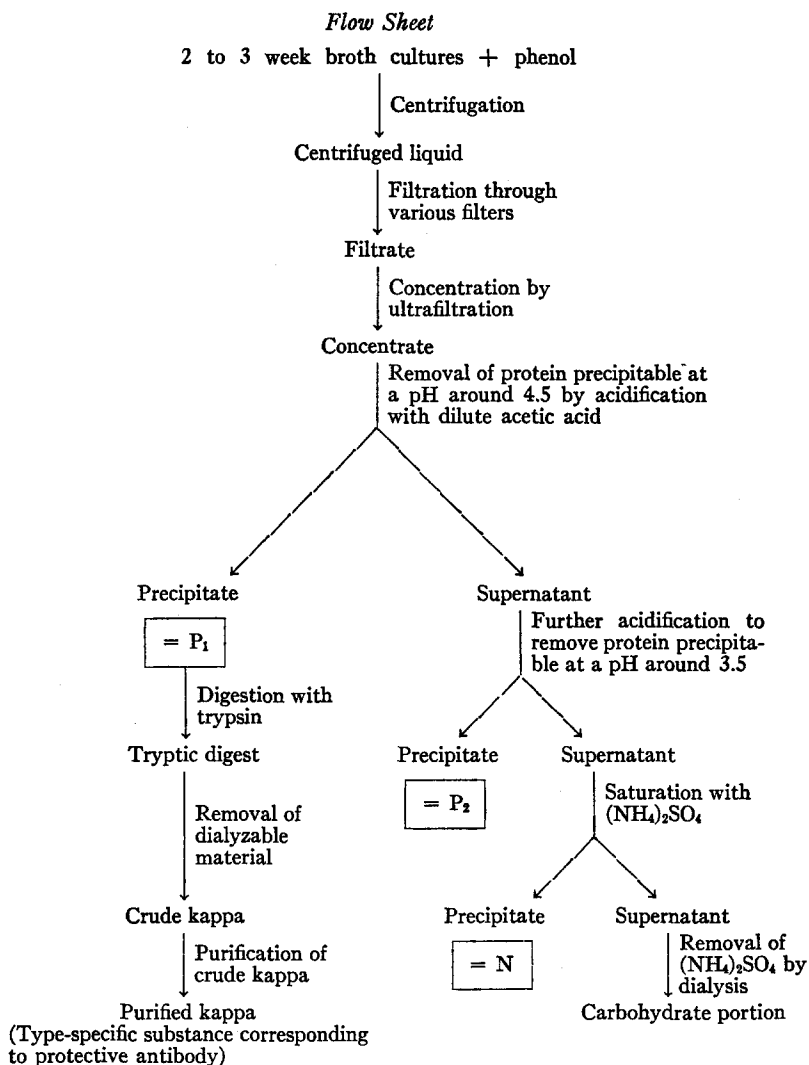 Flow Sheet
2 to 3 week broth cultures + phenol
Centrifugation
Centrifuged liquid
Filtration through
various filters
Filtrate
Concentration by
ultrafiltration
Concentrate
Removal of protein precipitable at
a pH around 4.5 by acidification
with dilute acetic acid
Precipitate
= P₁
Digestion with
trypsin
Tryptic digest
Removal of
dialyzable
material
Crude kappa
Purification of
crude kappa
Purified kappa
(Type-specific substance corresponding
to protective antibody)
Supernatant
Further acidification to
remove protein precipita-
ble at a pH around 3.5
Precipitate
= P₂
Supernatant
Saturation with
(NH₄)₂SO₄
Precipitate
= N
Supernatant
Removal of
(NH₄)₂SO₄ by
dialysis
Carbohydrate portion